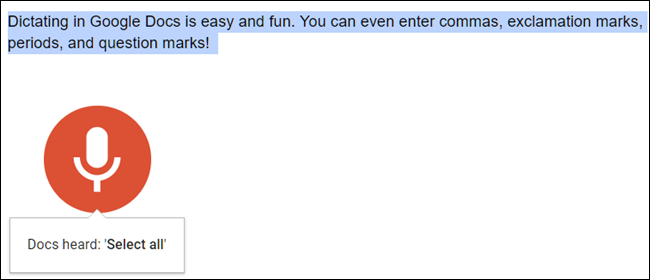 Dictating in Google Docs is easy and fun. You can even enter commas, exclamation marks,
periods, and question marks!
Docs heard: 'Select all'